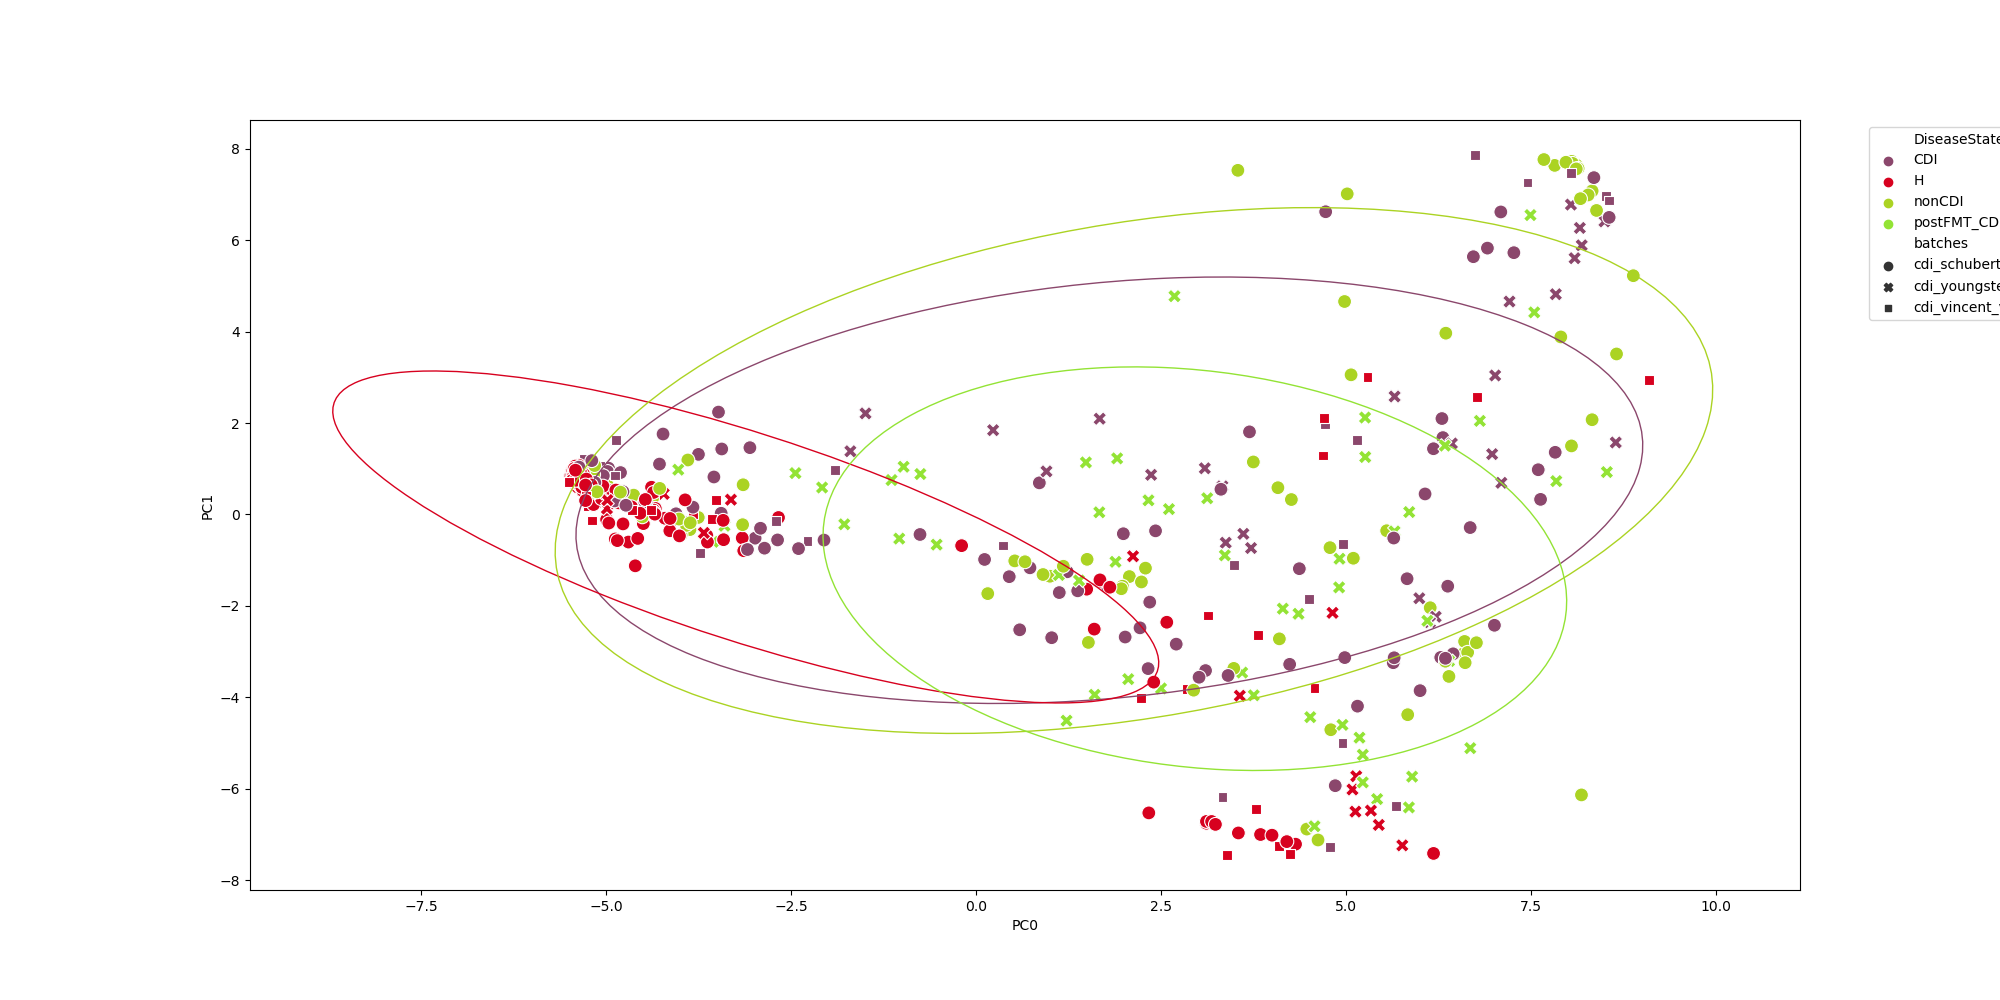 DiseaseState
CDI
H
nonCDI
postFMT_CD
batches
cdi_schubert
cdi_youngste
cdi_vincent_
PC1
8
6
4
2
0
−2
−4
−6
−8
−7.5 −5.0 −2.5 0.0 2.5 5.0 7.5 10.0
PC0